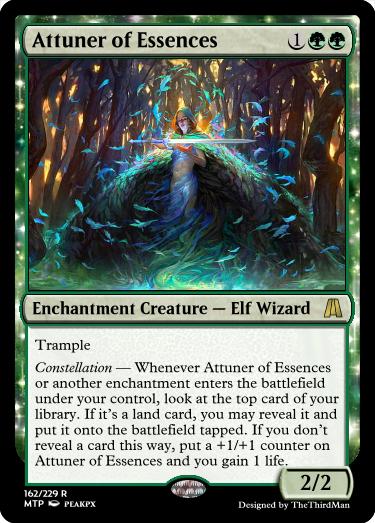 Attuner of Essences 1
Enchantment Creature — Elf Wizard
Trample
Constellation — Whenever Attuner of Essences
or another enchantment enters the battlefield
under your control, look at the top card of your
library. If it's a land card, you may reveal it and
put it onto the battlefield tapped. If you don't
reveal a card this way, put a +1/+1 counter on
Attuner of Essences and you gain 1 life.
2/2
162/229 R
MTP PEAKPX
Designed by TheThirdMan